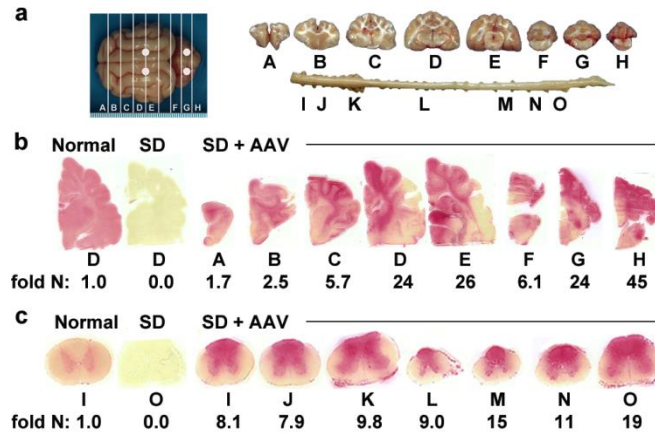 a
A B C D E F G H
A B C D E F G H
I J K L M N O
b
Normal SD SD + AAV
D D A B C D E F G H
fold N: 1.0 0.0 1.7 2.5 5.7 24 26 6.1 24 45
c
Normal SD SD + AAV
I O I J K L M N O
fold N: 1.0 0.0 8.1 7.9 9.8 9.0 15 11 19